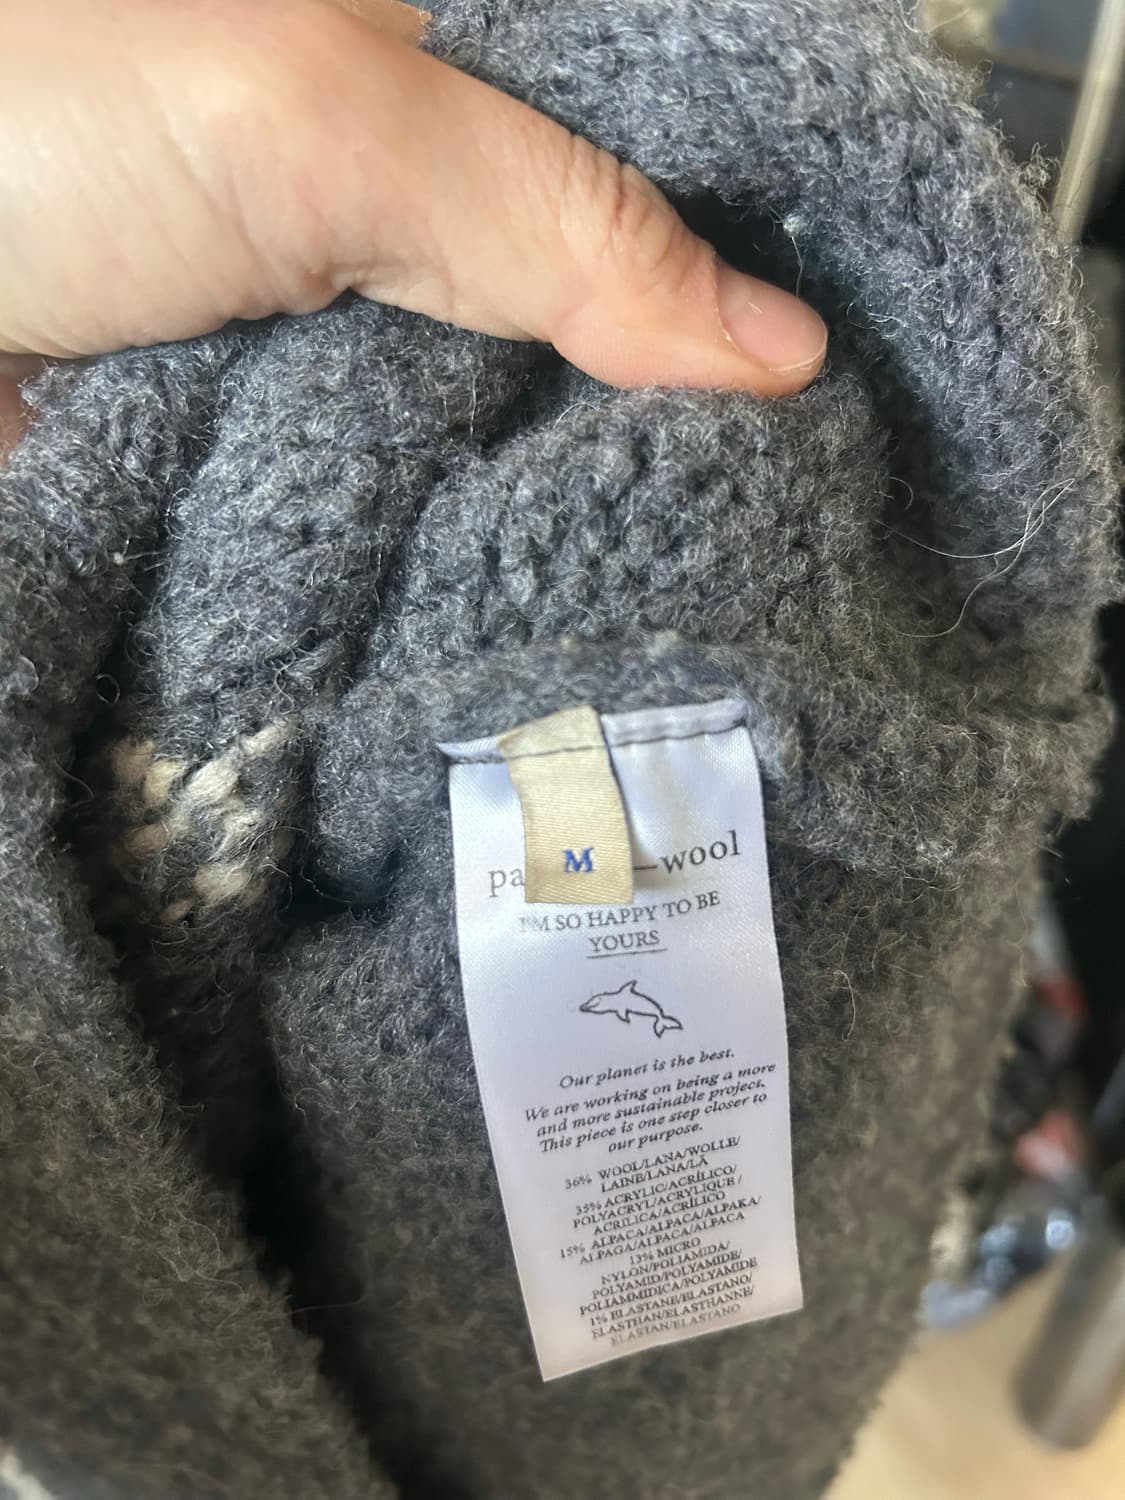 M
pa —wool
I'M SO HAPPY TO BE
YOURS
Our planet is the best.
We are working on being a more
and more sustainable project.
This piece is one step closer to
our purpose.
36% WOOL/LANA/WOLLE/
LAINE/LANA/LÃ
35% ACRYLIC/ACRÍLICO/
POLYACRYL/ACRYLIQUE/
ACRILICA/ACRÍLICO
15% ALPACA/ALPACA/ALPAKA/
ALPAGA/ALPACA/ALPACA
13% MICRO
NYLON/POLIAMIDA/
POLYAMID/POLYAMIDE/
POLIAMMIDICA/POLYAMIDE
1% ELASTANE/ELASTANO/
ELASTHAN/ELASTHANNE/
ELASTAN/ELASTANO